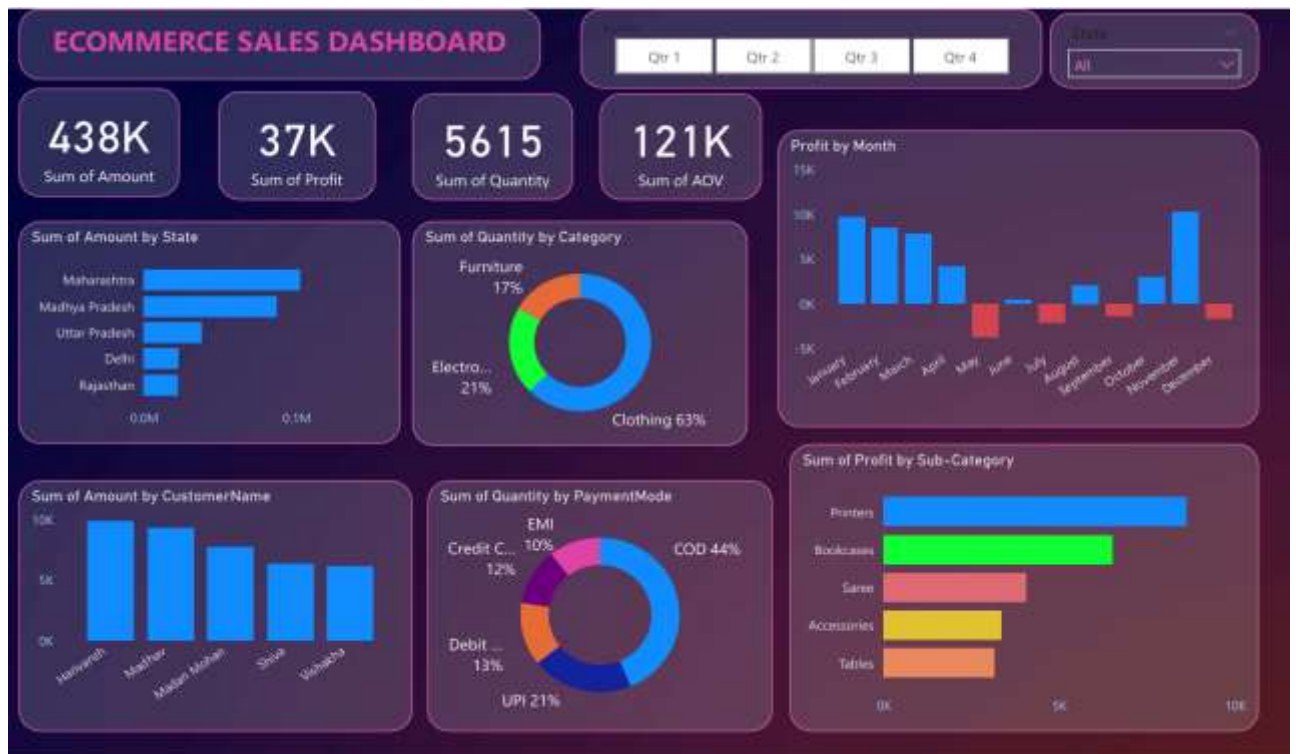 ECOMMERCE SALES DASHBOARD
Qtr 1
Qtr 2
Qtr 3
Qtr 4
State
All
438K
Sum of Amount
37K
Sum of Profit
5615
Sum of Quantity
121K
Sum of AOV
Profit by Month
15K
10K
5K
0K
-5K
January
February
March
April
May
June
July
August
September
October
November
December
Sum of Amount by State
Maharashtra
Madhya Pradesh
Uttar Pradesh
Delhi
Rajasthan
0.0M
0.1M
Sum of Quantity by Category
Furniture
17%
Electro...
21%
Clothing 63%
Sum of Amount by CustomerName
10K
5K
0K
Harivansh
Madhav
Madan Mohan
Shiva
Vishakha
Sum of Quantity by PaymentMode
EMI
10%
Credit C...
12%
COD 44%
Debit ...
13%
UPI 21%
Sum of Profit by Sub-Category
Printers
Bookcases
Saree
Accessories
Tables
0K
5K
10K